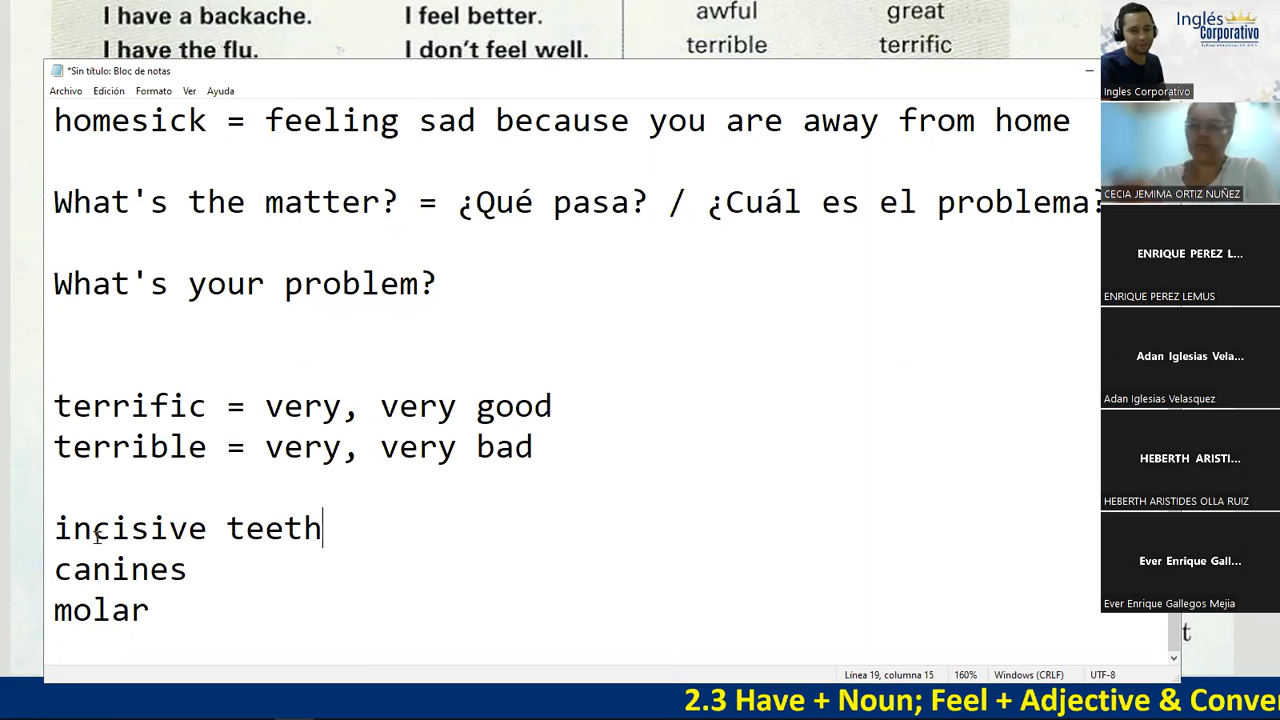 I have a backache. I feel better. awful great
I have the flu. I don't feel well. terrible terrific
*Sin título: Bloc de notas
Archivo Edición Formato Ver Ayuda
homesick = feeling sad because you are away from home
What's the matter? = ¿Qué pasa? / ¿Cuál es el problema?
What's your problem?
terrific = very, very good
terrible = very, very bad
incisive teeth
canines
molar
Línea 19, columna 15 160% Windows (CRLF) UTF-8
2.3 Have + Noun; Feel + Adjective & Conver
Inglés
Corporativo
Ingles Corporativo
CECIA JEMIMA ORTIZ NUÑEZ
ENRIQUE PEREZ L...
ENRIQUE PEREZ LEMUS
Adan Iglesias Vela...
Adan Iglesias Velasquez
HEBERTH ARISTI...
HEBERTH ARISTIDES OLLA RUIZ
Ever Enrique Gall...
Ever Enrique Gallegos Mejia